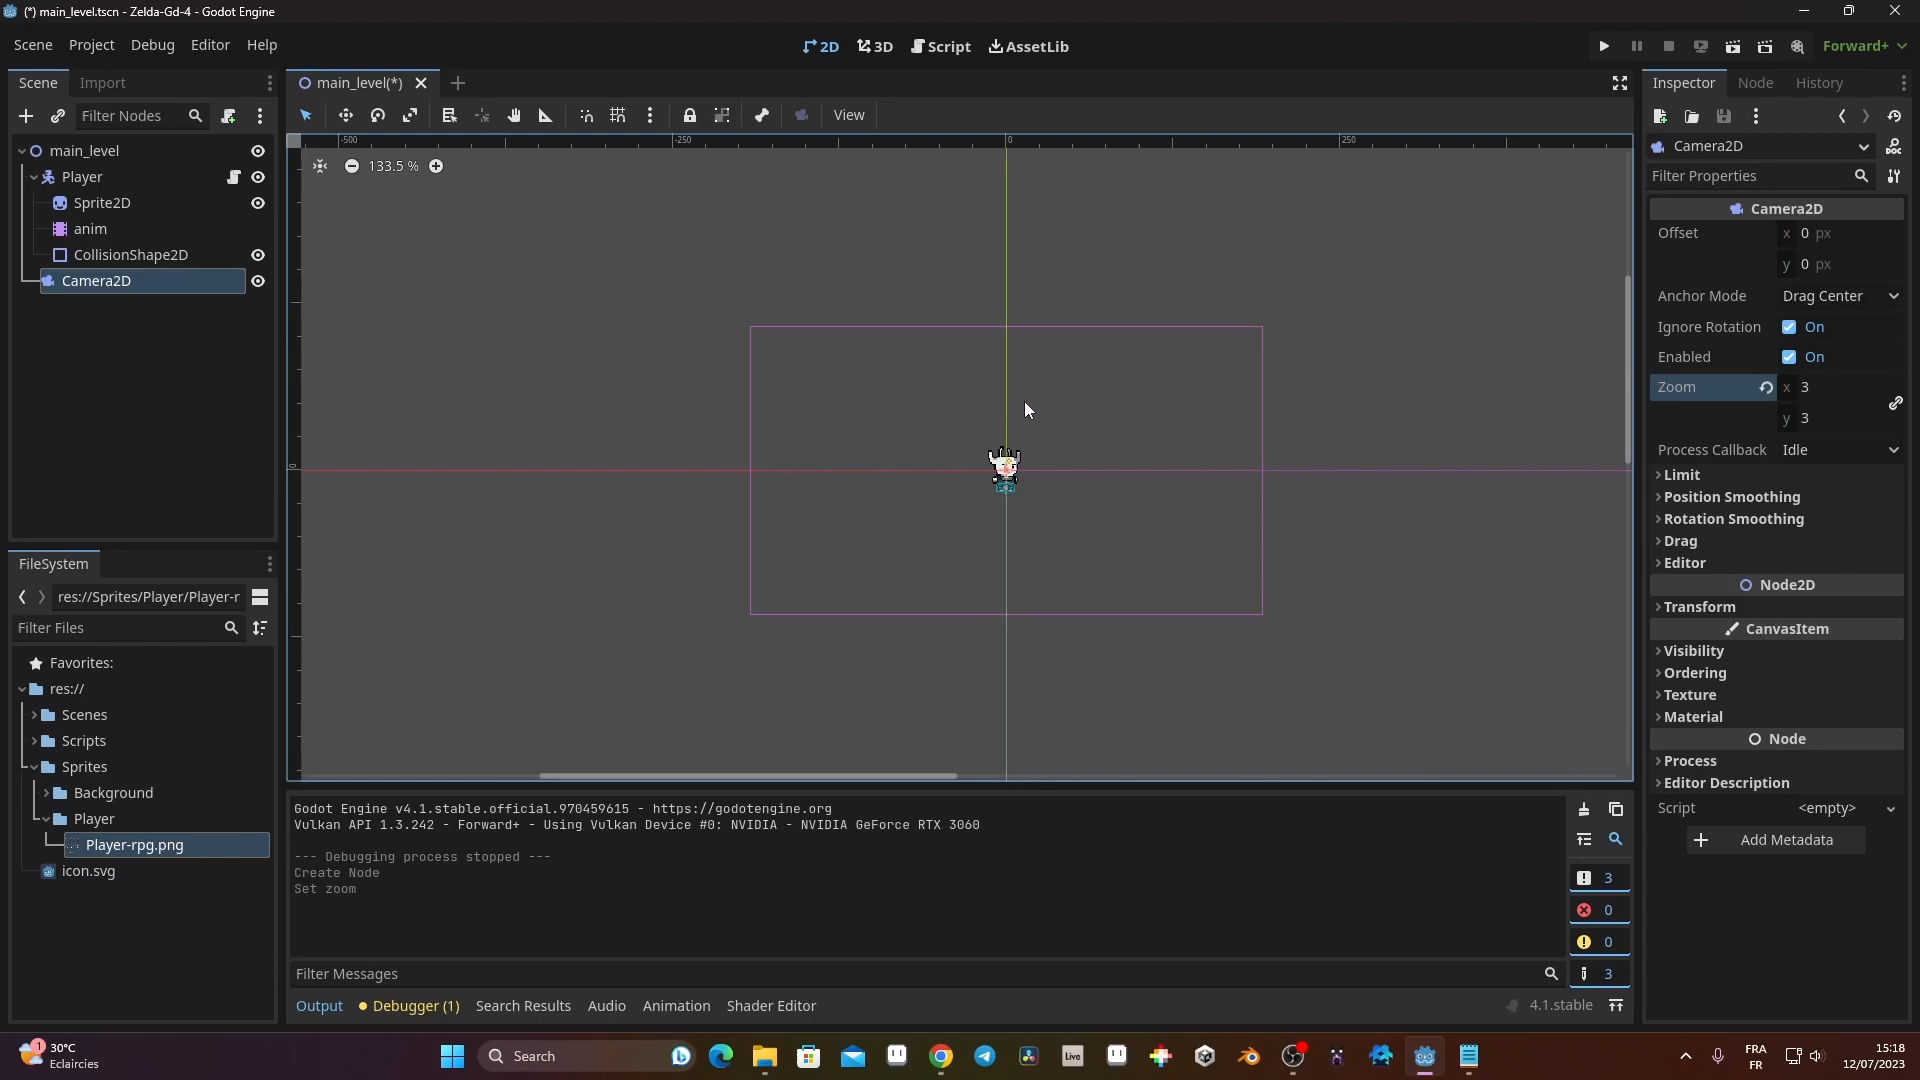 (*) main_level.tscn - Zelda-Gd-4 - Godot Engine
Scene Project Debug Editor Help
2D 3D Script AssetLib
Forward+
Scene Import
main_level(*)
Inspector Node History
Filter Nodes
View
-500 -250 0 250
main_level
Camera2D
133.5 %
Player
Filter Properties
Sprite2D
Camera2D
anim
Offset x 0 px
CollisionShape2D
y 0 px
Camera2D
Anchor Mode Drag Center
Ignore Rotation On
Enabled On
Zoom x 3
y 3
Process Callback Idle
0
Limit
Position Smoothing
Rotation Smoothing
Drag
FileSystem
Editor
Node2D
res://Sprites/Player/Player-r
Transform
Filter Files
CanvasItem
Visibility
Favorites:
Ordering
res://
Texture
Scenes
Material
Scripts
Node
Sprites
Process
Background
Editor Description
Player
Script <empty>
Player-rpg.png
Add Metadata
icon.svg
Godot Engine v4.1.stable.official.970459615 - https://godotengine.org
Vulkan API 1.3.242 - Forward+ - Using Vulkan Device #0: NVIDIA - NVIDIA GeForce RTX 3060
--- Debugging process stopped ---
Create Node
Set zoom
3
0
0
3
Filter Messages
Output Debugger (1) Search Results Audio Animation Shader Editor
4.1.stable
1
30°C
Eclaircies
Search
Live
FRA
FR
15:18
12/07/2023